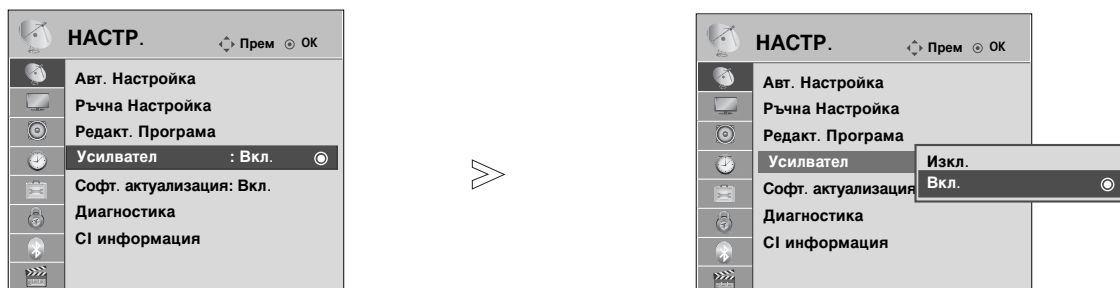 НАСТР. Прем OK
Авт. Настройка
Ръчна Настройка
Редакт. Програма
Усилвател : Вкл.
Софт. актуализация: Вкл.
Диагностика
CI информация
НАСТР. Прем OK
Авт. Настройка
Ръчна Настройка
Редакт. Програма
Усилвател Изкл.
Софт. актуализация Вкл.
Диагностика
CI информация